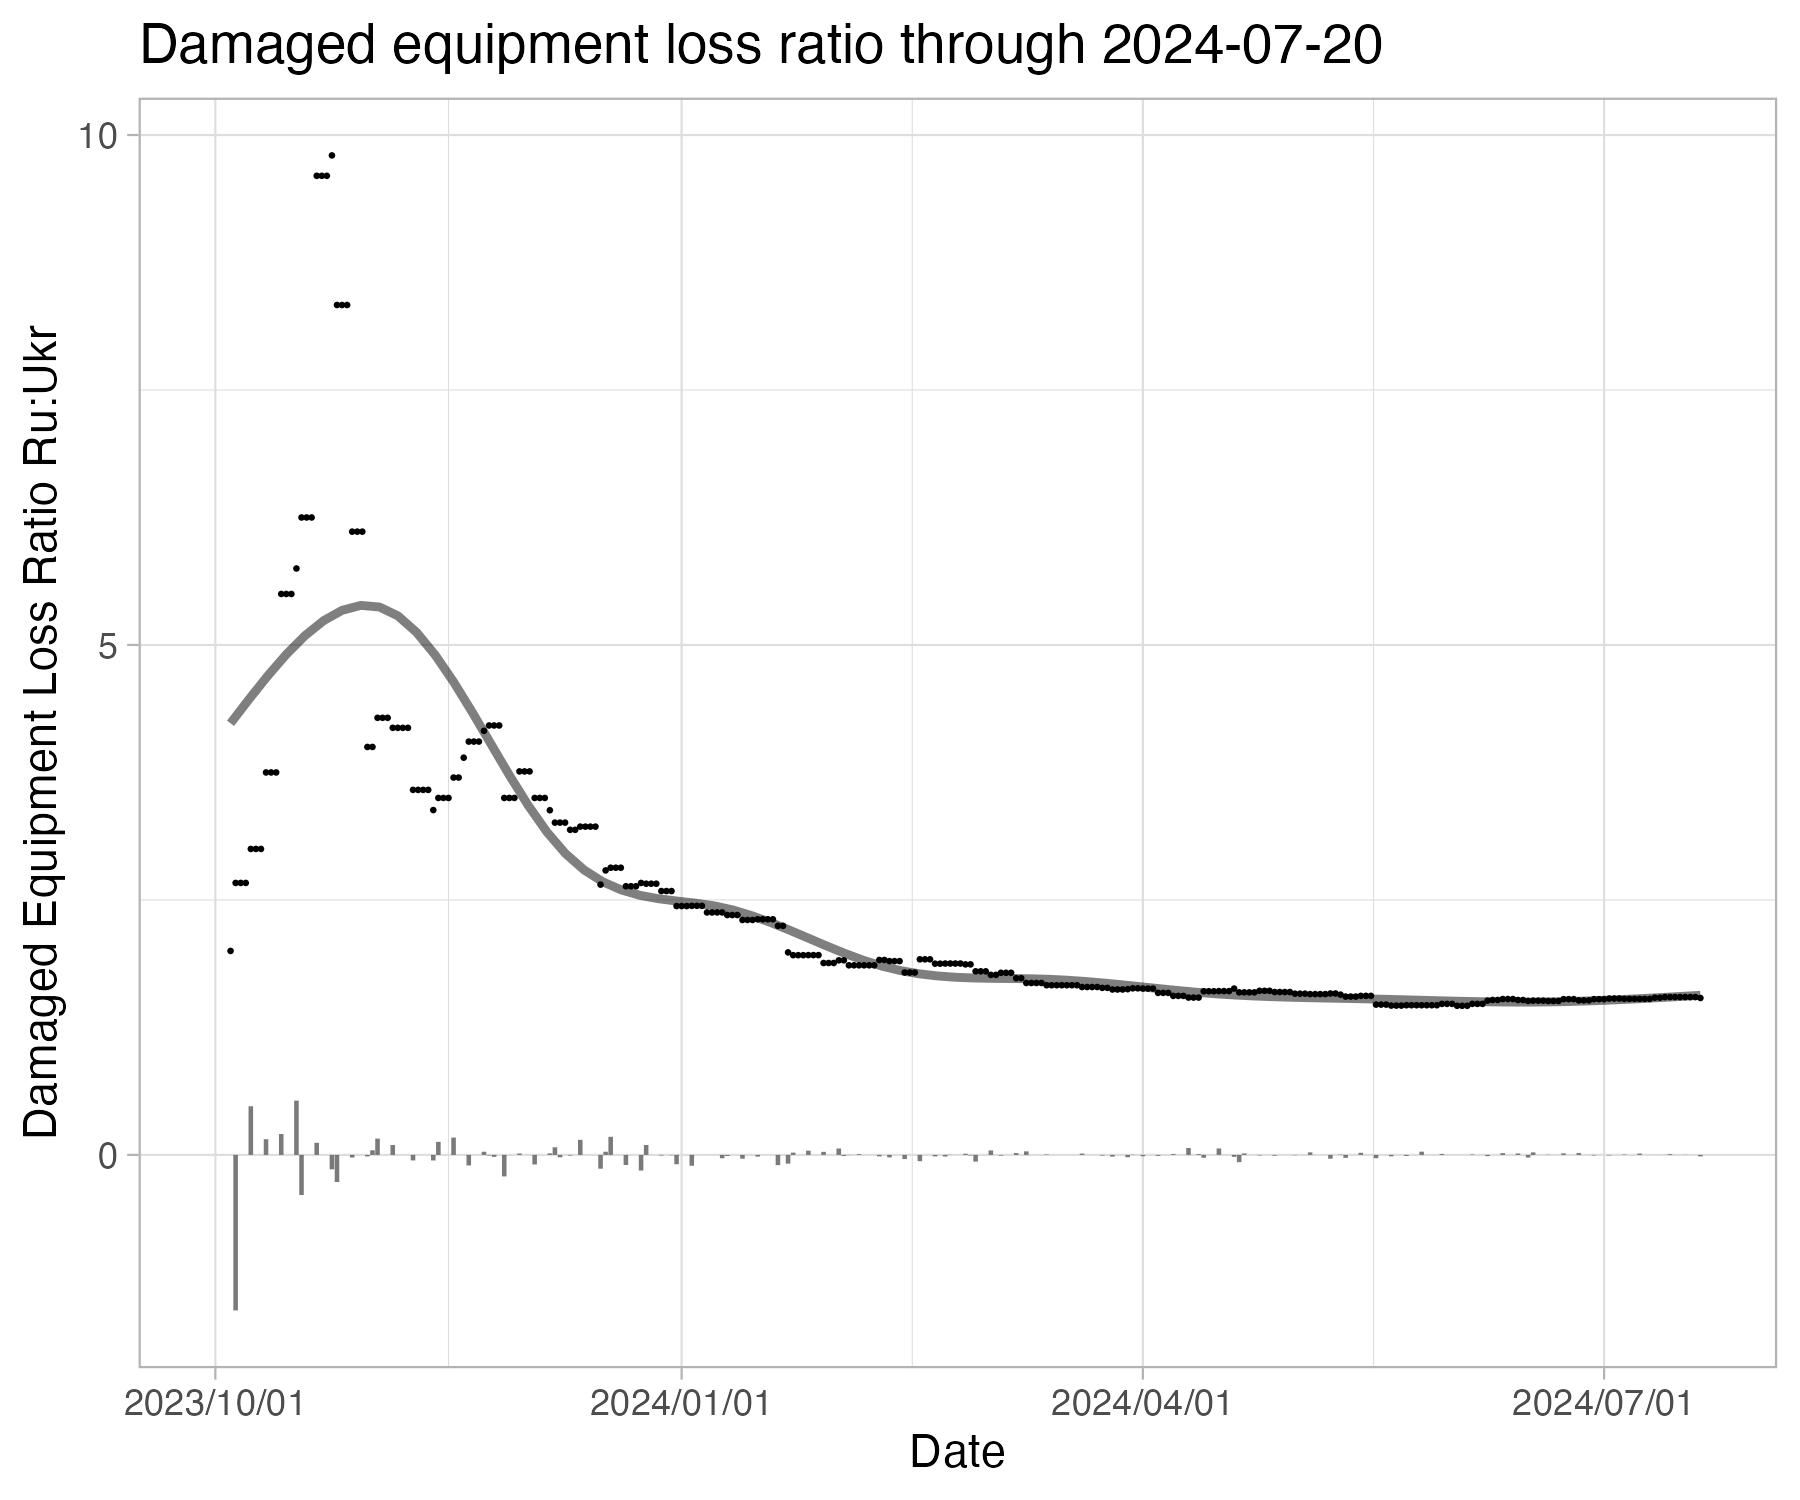 Damaged equipment loss ratio through 2024-07-20
Damaged Equipment Loss Ratio Ru:Ukr
10
5
0
2023/10/01
2024/01/01
2024/04/01
2024/07/01
Date